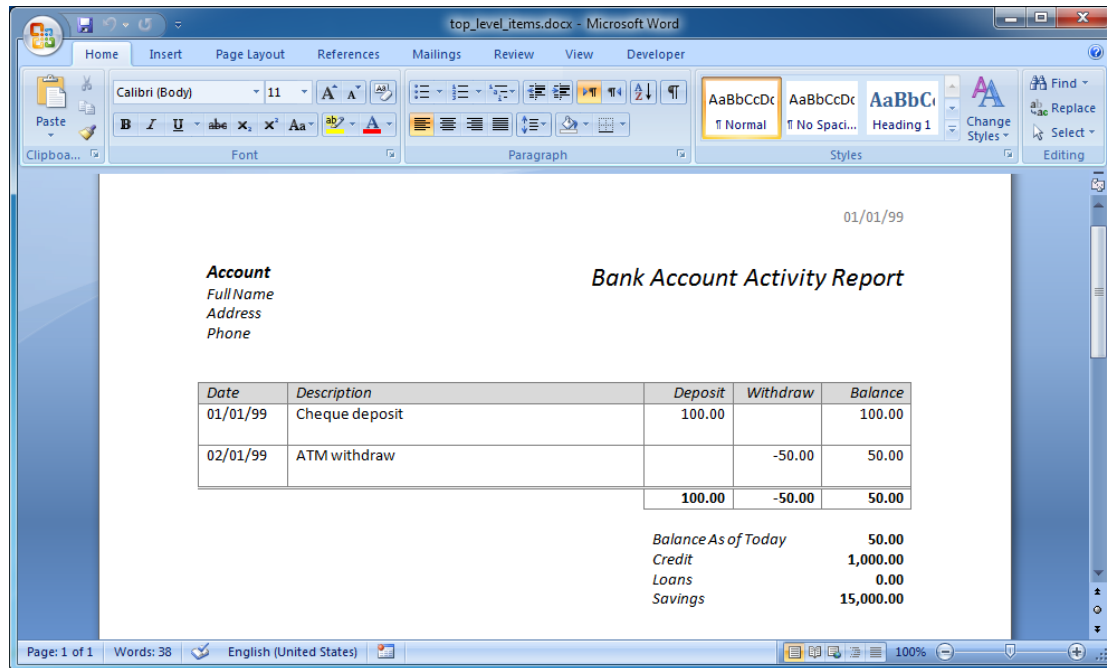 top_level_items.docx - Microsoft Word
Home Insert Page Layout References Mailings Review View Developer
Paste
Calibri (Body) 11
AaBbCcDc AaBbCcDc AaBbC
¶ Normal ¶ No Spaci... Heading 1
Change Styles
Find
Replace
Select
Clipboa... Font Paragraph Styles Editing
01/01/99
Account
Bank Account Activity Report
Full Name
Address
Phone
Date Description Deposit Withdraw Balance
01/01/99 Cheque deposit 100.00 100.00
02/01/99 ATM withdraw -50.00 50.00
100.00 -50.00 50.00
Balance As of Today 50.00
Credit 1,000.00
Loans 0.00
Savings 15,000.00
Page: 1 of 1 Words: 38 English (United States) 100%